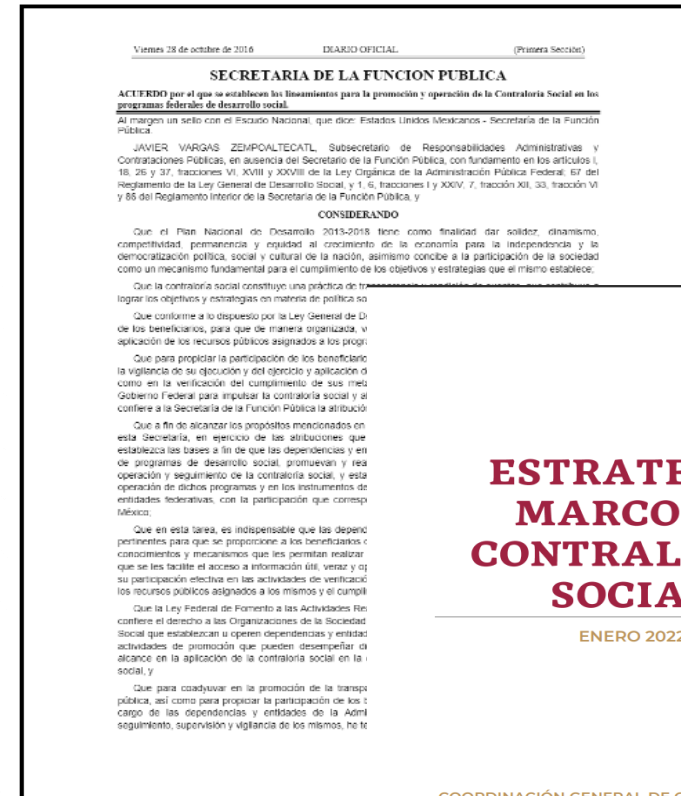 Viernes 28 de octubre de 2016 DIARIO OFICIAL (Primera Sección)
SECRETARIA DE LA FUNCION PUBLICA
ACUERDO por el que se establecen los lineamientos para la promoción y operación de la Contraloría Social en los
programas federales de desarrollo social.
Al margen un sello con el Escudo Nacional, que dice: Estados Unidos Mexicanos - Secretaría de la Función
Pública.
JAVIER VARGAS ZEMPOALTECATL, Subsecretario de Responsabilidades Administrativas y
Contrataciones Públicas, en ausencia del Secretario de la Función Pública, con fundamento en los artículos I,
18, 26 y 37, fracciones VI, XVIII y XXVIII de la Ley Orgánica de la Administración Pública Federal; 67 del
Reglamento de la Ley General de Desarrollo Social, y 1, 6, fracciones I y XXIV, 7, fracción XII, 33, fracción VI
y 86 del Reglamento Interior de la Secretaría de la Función Pública, y
CONSIDERANDO
Que el Plan Nacional de Desarrollo 2013-2018 tiene como finalidad dar solidez, dinamismo,
competitividad, permanencia y equidad al crecimiento de la economía para la independencia y la
democratización política, social y cultural de la nación, asimismo concibe a la participación de la sociedad
como un mecanismo fundamental para el cumplimiento de los objetivos y estrategias que el mismo establece;
Que la contraloría social constituye una práctica de
lograr los objetivos y estrategias en materia de política so
Que conforme a lo dispuesto por la Ley General de D
de los beneficiarios, para que de manera organizada, v
aplicación de los recursos públicos asignados a los progr
Que para propiciar la participación de los beneficiario
la vigilancia de su ejecución y del ejercicio y aplicación d
como en la verificación del cumplimiento de sus met
Gobierno Federal para impulsar la contraloría social y al
confiere a la Secretaría de la Función Pública la atribució
Que a fin de alcanzar los propósitos mencionados en
esta Secretaría, en ejercicio de las atribuciones que
establezca las bases a fin de que las dependencias y en
de programas de desarrollo social, promuevan y rea
operación y seguimiento de la contraloría social, y esta
operación de dichos programas y en los instrumentos de
entidades federativas, con la participación que corresp
México;
Que en esta tarea, es indispensable que las depend
pertinentes para que se proporcione a los beneficiarios
conocimientos y mecanismos que les permitan realizar
que se les facilite el acceso a información útil, veraz y op
su participación efectiva en las actividades de verificació
los recursos públicos asignados a los mismos y el cumpli
Que la Ley Federal de Fomento a las Actividades Rea
confiere el derecho a las Organizaciones de la Sociedad
Social que establezcan u operen dependencias y entidad
actividades de promoción que pueden desempeñar di
alcance en la aplicación de la contraloría social en la
social, y
Que para coadyuvar en la promoción de la transpa
pública, así como para propiciar la participación de los
cargo de las dependencias y entidades de la Admi
seguimiento, supervisión y vigilancia de los mismos, he te
ESTRATE
MARCO
CONTRAL
SOCIA
ENERO 2022
COORDINACIÓN GENERAL DE